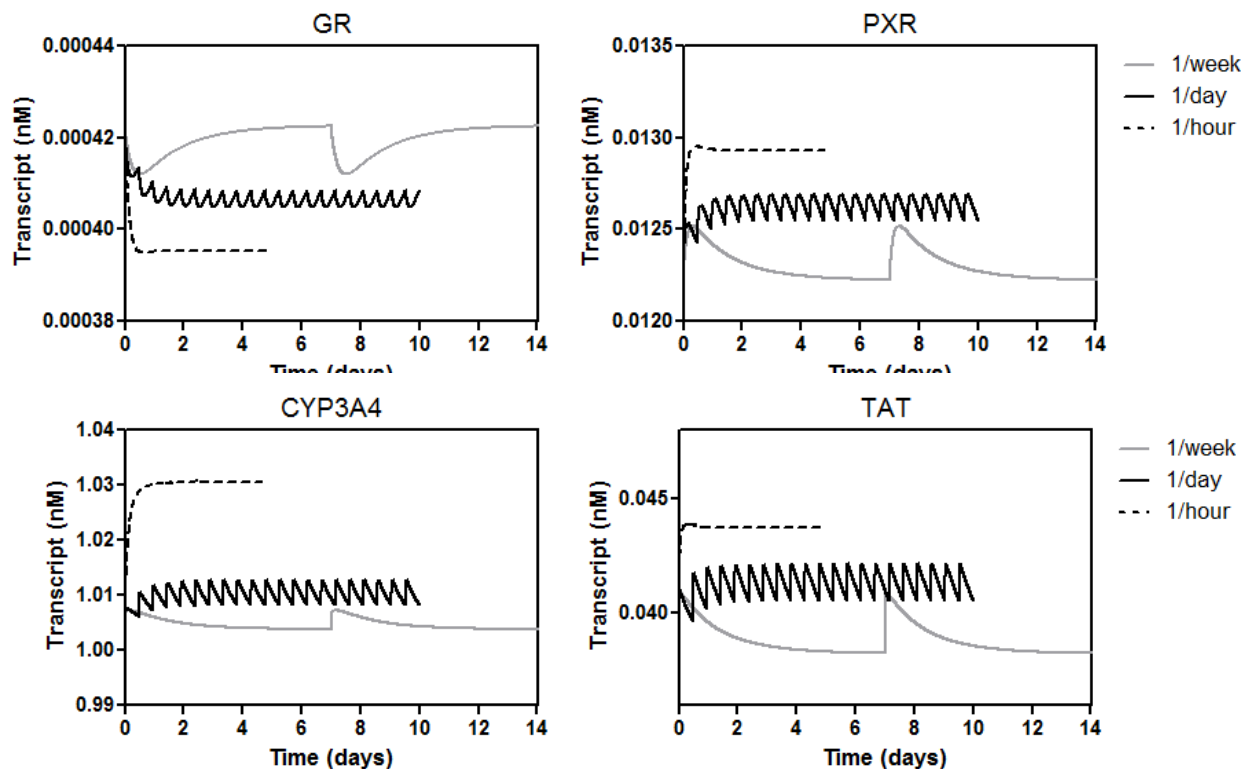 GR
0.00044
0.00042
0.00040
0.00038
Transcript (nM)
0 2 4 6 8 10 12 14
Time (days)
PXR
0.0135
0.0130
0.0125
0.0120
Transcript (nM)
0 2 4 6 8 10 12 14
Time (days)
1/week
1/day
1/hour
CYP3A4
1.04
1.03
1.02
1.01
1.00
0.99
Transcript (nM)
0 2 4 6 8 10 12 14
Time (days)
TAT
0.045
0.040
Transcript (nM)
0 2 4 6 8 10 12 14
Time (days)
1/week
1/day
1/hour